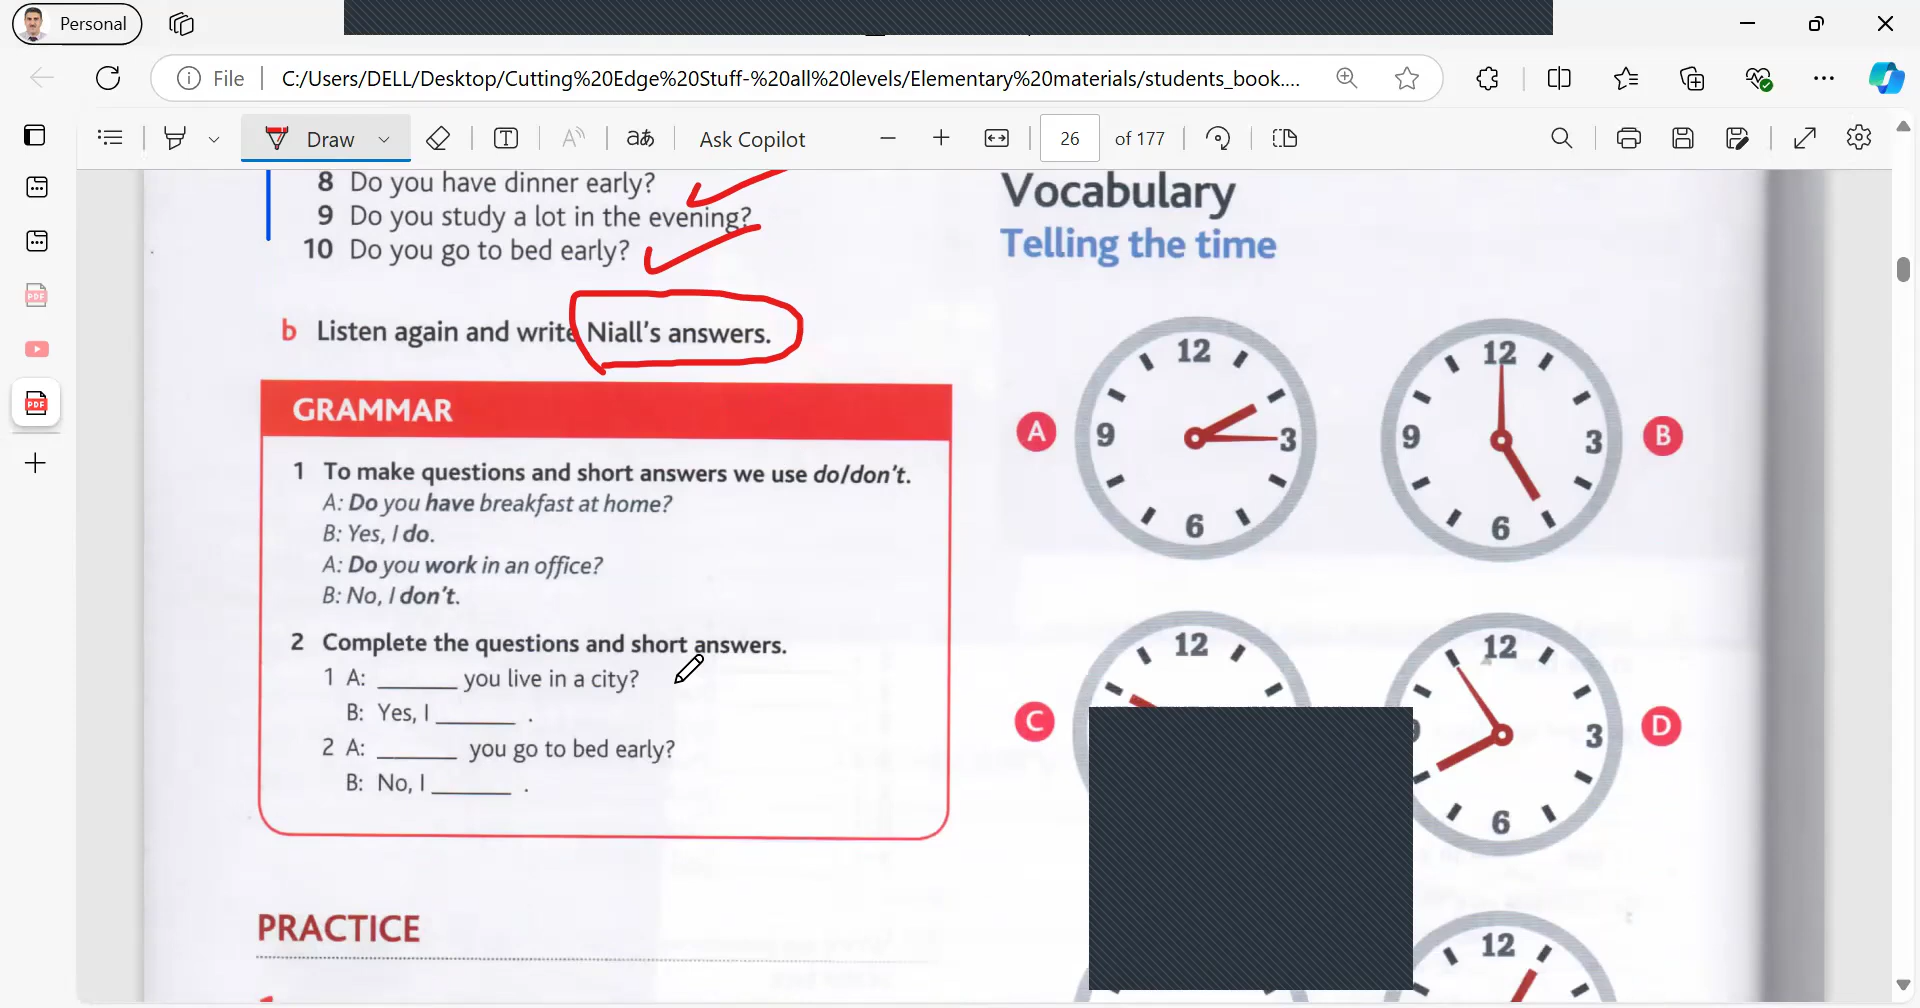 Personal
File
C:/Users/DELL/Desktop/Cutting%20Edge%20Stuff-%20all%20levels/Elementary%20materials/students_book....
Draw
Ask Copilot
26 of 177
8 Do you have dinner early?
9 Do you study a lot in the evening?
10 Do you go to bed early?
b Listen again and write Niall's answers.
GRAMMAR
1 To make questions and short answers we use do/don't.
A: Do you have breakfast at home?
B: Yes, I do.
A: Do you work in an office?
B: No, I don't.
2 Complete the questions and short answers.
1 A: ________ you live in a city?
B: Yes, I ________ .
2 A: ________ you go to bed early?
B: No, I ________ .
PRACTICE
Vocabulary
Telling the time
A
12
9
3
6
12
9
3
6
B
C
12
12
3
6
D
12